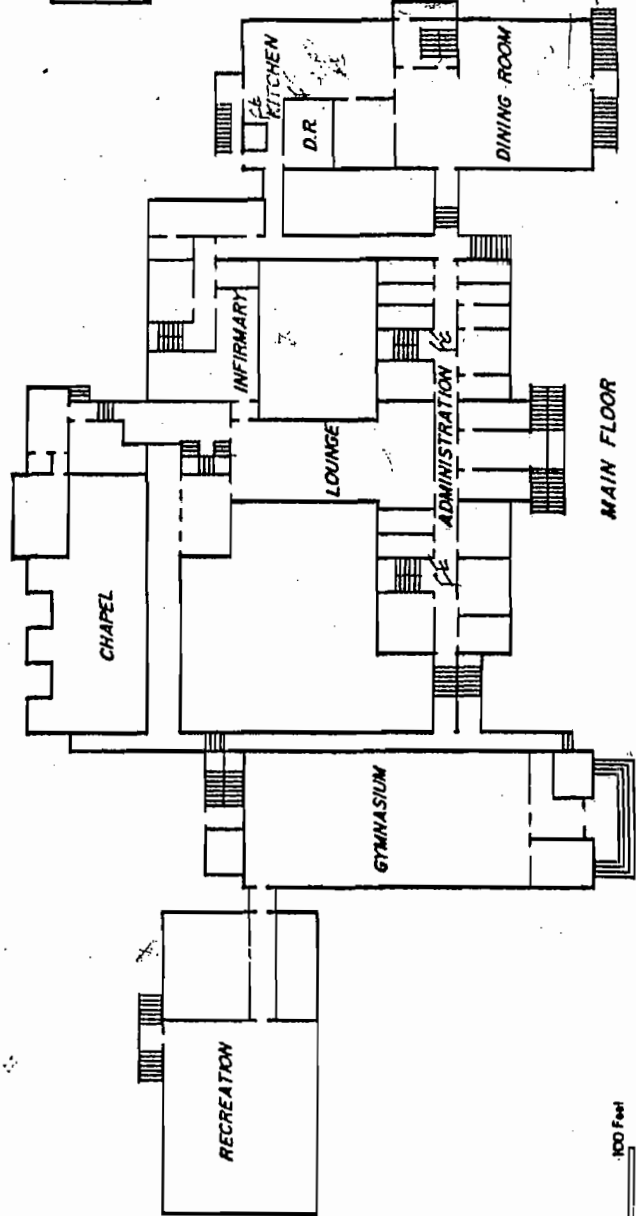 KITCHEN
D.R.
DINING ROOM
INFIRMARY
LOUNGE
ADMINISTRATION
CHAPEL
GYMNASIUM
RECREATION
MAIN FLOOR
100 Feet